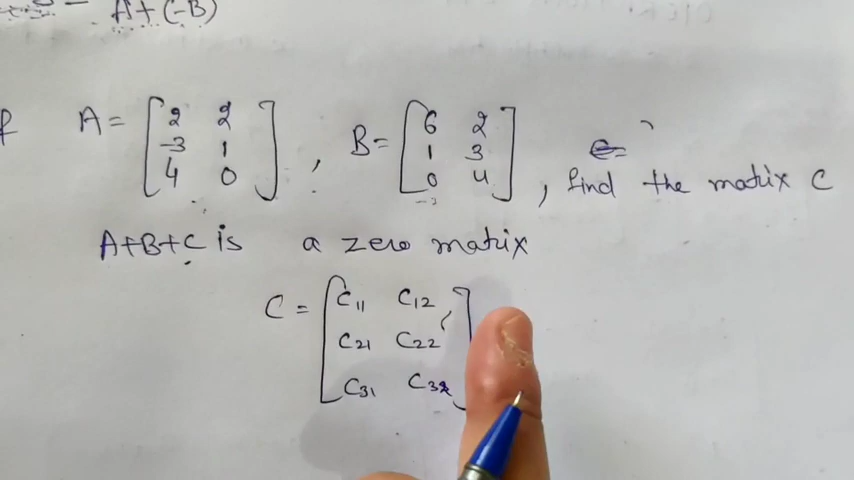 A+(-B)
f A = [ 2 2 ] , B = [ 6 2 ]
[ -3 1 ] [ 1 3 ]
[ 4 0 ] [ 0 4 ] , find the matrix C
A+B+C is a zero matrix
C = [ C11 C12 ]
[ C21 C22 ]
[ C31 C32 ]